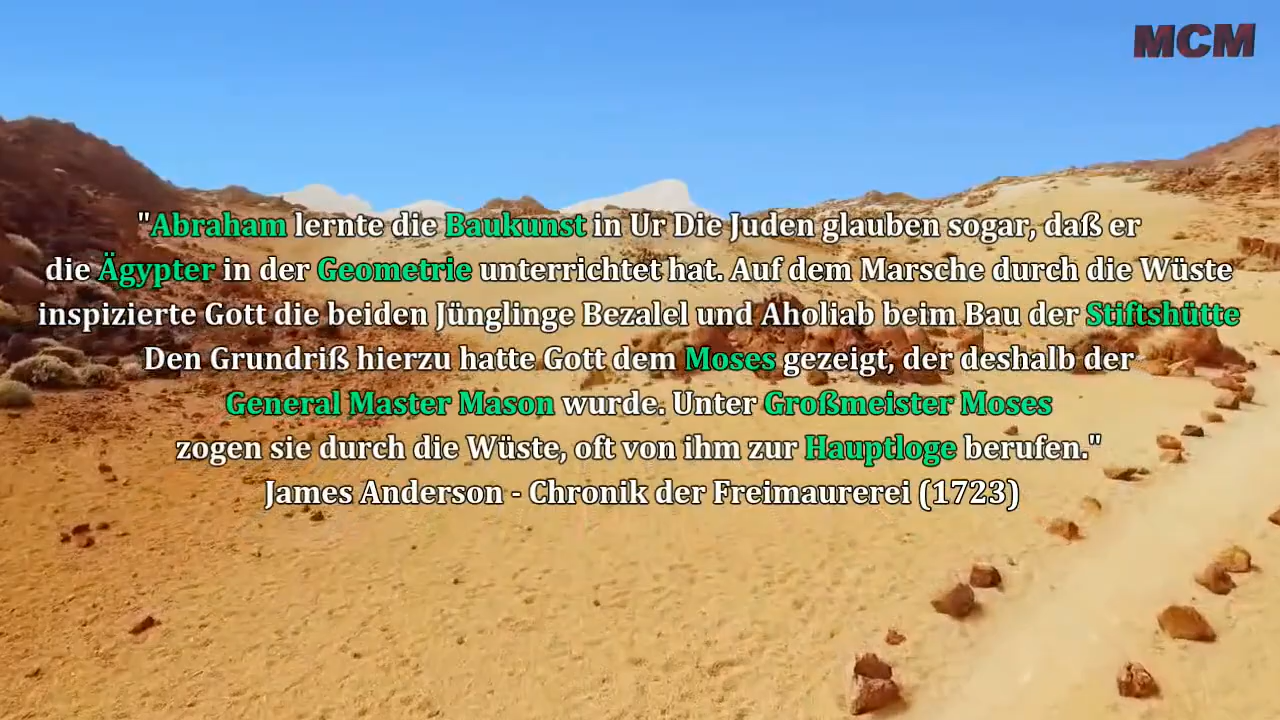 MCM
"Abraham lernte die Baukunst in Ur Die Juden glauben sogar, daß er
die Ägypter in der Geometrie unterrichtet hat. Auf dem Marsche durch die Wüste
inspizierte Gott die beiden Jünglinge Bezalel und Aholiab beim Bau der Stiftshütte
Den Grundriß hierzu hatte Gott dem Moses gezeigt, der deshalb der
General Master Mason wurde. Unter Großmeister Moses
zogen sie durch die Wüste, oft von ihm zur Hauptloge berufen."
James Anderson - Chronik der Freimaurerei (1723)